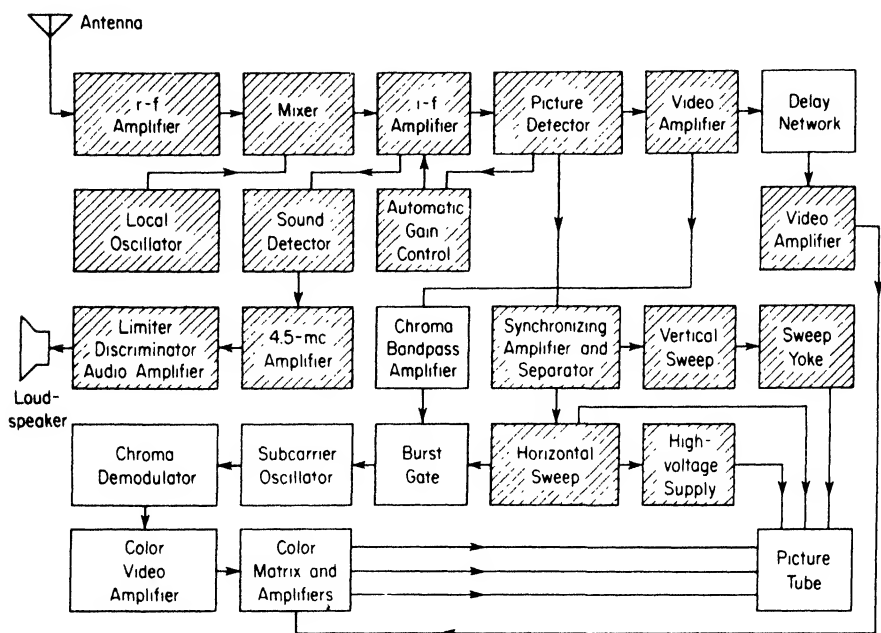 Antenna
r-f
Amplifier
Mixer
i-f
Amplifier
Picture
Detector
Video
Amplifier
Delay
Network
Local
Oscillator
Sound
Detector
Automatic
Gain
Control
Video
Amplifier
Loud-
speaker
Limiter
Discriminator
Audio Amplifier
4.5-mc
Amplifier
Chroma
Bandpass
Amplifier
Synchronizing
Amplifier and
Separator
Vertical
Sweep
Sweep
Yoke
Chroma
Demodulator
Subcarrier
Oscillator
Burst
Gate
Horizontal
Sweep
High-
voltage
Supply
Color
Video
Amplifier
Color
Matrix and
Amplifiers
Picture
Tube